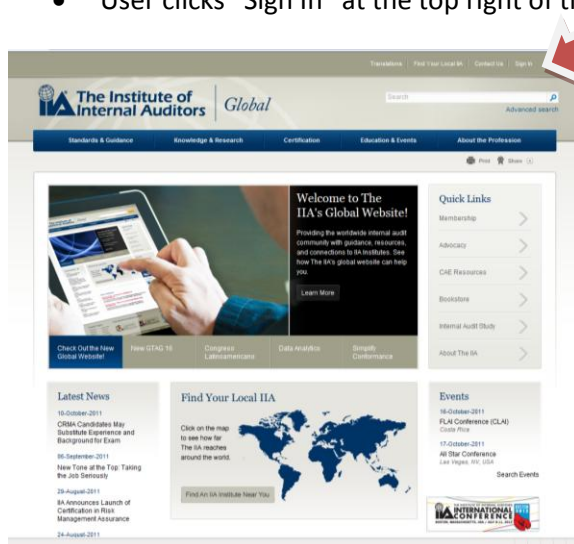 • User clicks "Sign in" at the top right of t
Translations Find Your Local IIA Contact Us Sign In
The Institute of
Internal Auditors Global
Search
Advanced search
Standards & Guidance Knowledge & Research Certification Education & Events About the Profession
Print Share
Welcome to The
IIA's Global Website!
Providing the
worldwide internal audit
community with guidance, resources,
and connections to IIA Institutes. See
how The IIA's global website can help
you.
Learn More
Check Out the New
Global Website!
New GTAG 16
Congreso
Latinoamericano
Data Analytics
Simplify
Conformance
Quick Links
Membership
Advocacy
CAE Resources
Bookstore
Internal Audit Study
About The IIA
Latest News
10-October-2011
CRMA Candidates May
Substitute Experience and
Background for Exam
06-September-2011
New Tone at the Top: Taking
the Job Seriously
29-August-2011
IIA Announces Launch of
Certification in Risk
Management Assurance
24-August-2011
Find Your Local IIA
Click on the map
to see how far
The IIA reaches
around the world.
Find An IIA Institute Near You
Events
16-October-2011
FLAI Conference (CLAI)
Costa Rica
17-October-2011
All Star Conference
Las Vegas, NV, USA
Search Events
IIA INTERNATIONAL
CONFERENCE